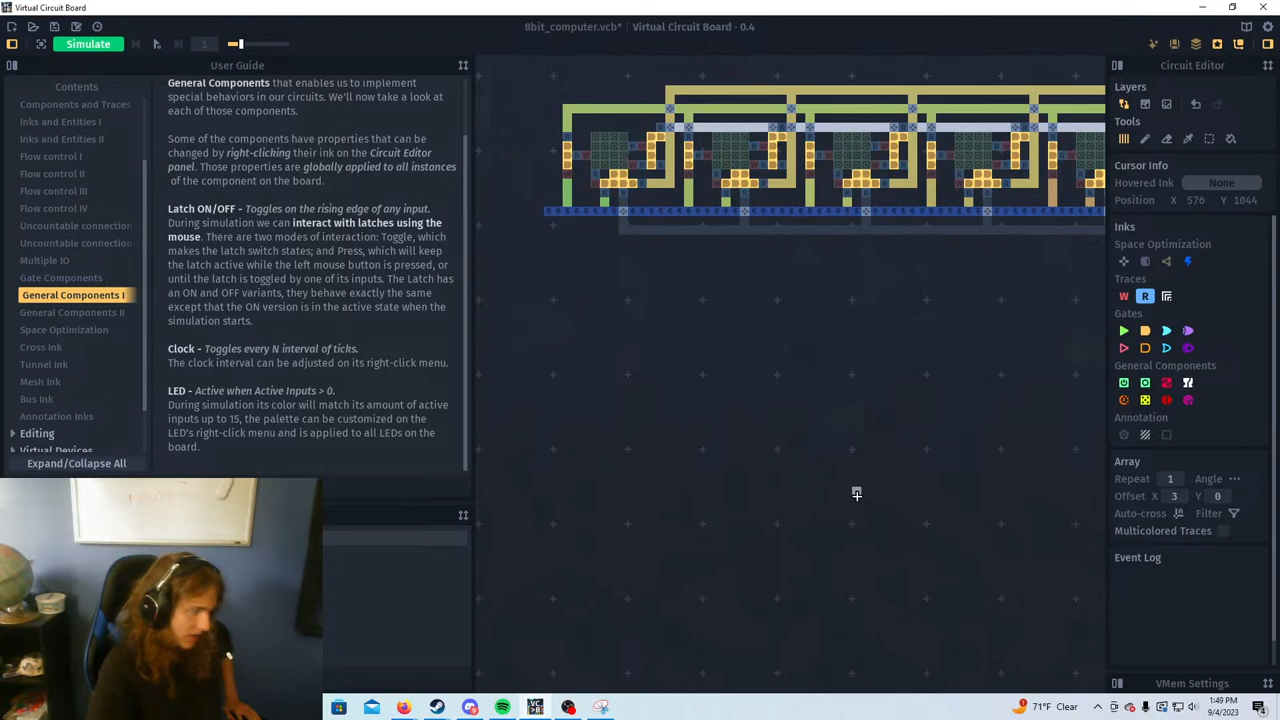 Virtual Circuit Board
8bit_computer.vcb* | Virtual Circuit Board - 0.4
Simulate
1
User Guide
Circuit Editor
Contents
Components and Traces
Inks and Entities I
Inks and Entities II
Flow control I
Flow control II
Flow control III
Flow control IV
Uncountable connection
Uncountable connection
Multiple IO
Gate Components
General Components I
General Components II
Space Optimization
Cross Ink
Tunnel Ink
Mesh Ink
Bus Ink
Annotation Inks
Editing
Virtual Devices
Expand/Collapse All
General Components that enables us to implement
special behaviors in our circuits. We'll now take a look at
each of those components.
Some of the components have properties that can be
changed by right-clicking their ink on the Circuit Editor
panel. Those properties are globally applied to all instances
of the component on the board.
Latch ON/OFF - Toggles on the rising edge of any input.
During simulation we can interact with latches using the
mouse. There are two modes of interaction: Toggle, which
makes the latch switch states; and Press, which will keep
the latch active while the left mouse button is pressed, or
until the latch is toggled by one of its inputs. The Latch has
an ON and OFF variants, they behave exactly the same
except that the ON version is in the active state when the
simulation starts.
Clock - Toggles every N interval of ticks.
The clock interval can be adjusted on its right-click menu.
LED - Active when Active Inputs > 0.
During simulation its color will match its amount of active
inputs up to 15, the palette can be customized on the
LED's right-click menu and is applied to all LEDs on the
board.
Layers
Tools
Cursor Info
Hovered Ink None
Position X 576 Y 1044
Inks
Space Optimization
Traces
W R
Gates
General Components
Annotation
Array
Repeat 1 Angle
Offset X 3 Y 0
Auto-cross Filter
Multicolored Traces
Event Log
VMem Settings
71°F Clear
1:49 PM
9/4/2023